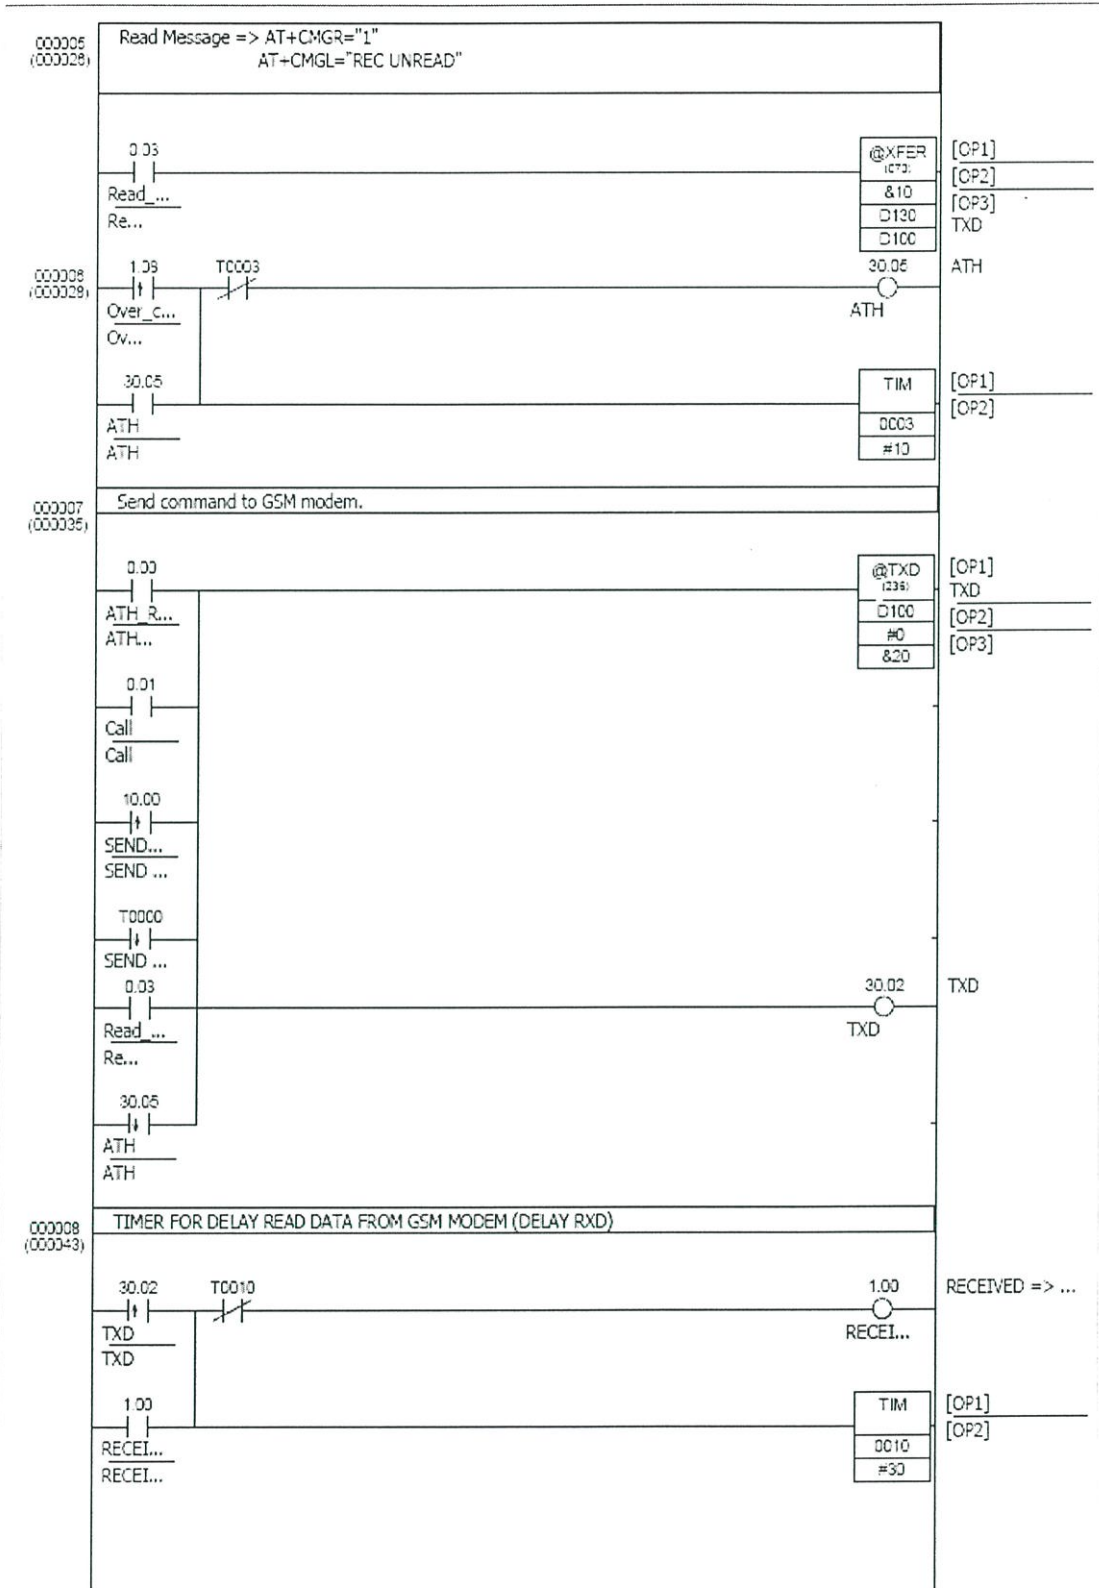 000005
(000026)
Read Message => AT+CMGR="1"
AT+CMGL="REC UNREAD"
0.03
Read_...
Re...
@XFER
(070)
&10
D130
D100
[OP1]
[OP2]
[OP3]
TXD
000006
(000028)
T0003
Over_c...
Ov...
30.05
ATH
ATH
30.05
ATH
ATH
TIM
0003
#10
[OP1]
[OP2]
000007
(000035)
Send command to GSM modem.
0.00
ATH_R...
ATH...
@TXD
(236)
D100
#0
&20
[OP1]
TXD
[OP2]
[OP3]
0.01
Call
Call
10.00
SEND...
SEND ...
T0000
SEND ...
0.03
Read_...
Re...
30.02
TXD
TXD
30.05
ATH
ATH
000008
(000043)
TIMER FOR DELAY READ DATA FROM GSM MODEM (DELAY RXD)
30.02
TXD
TXD
T0010
1.00
RECEI...
RECEIVED => ...
1.00
RECEI...
RECEI...
TIM
0010
#30
[OP1]
[OP2]